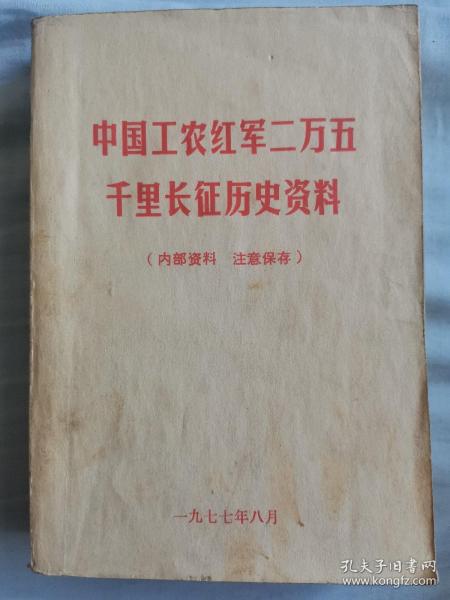 中国工农红军二万五
千里长征历史资料
（内部资料　注意保存）
一九七七年八月
孔夫子旧书网
www.kongfz.com